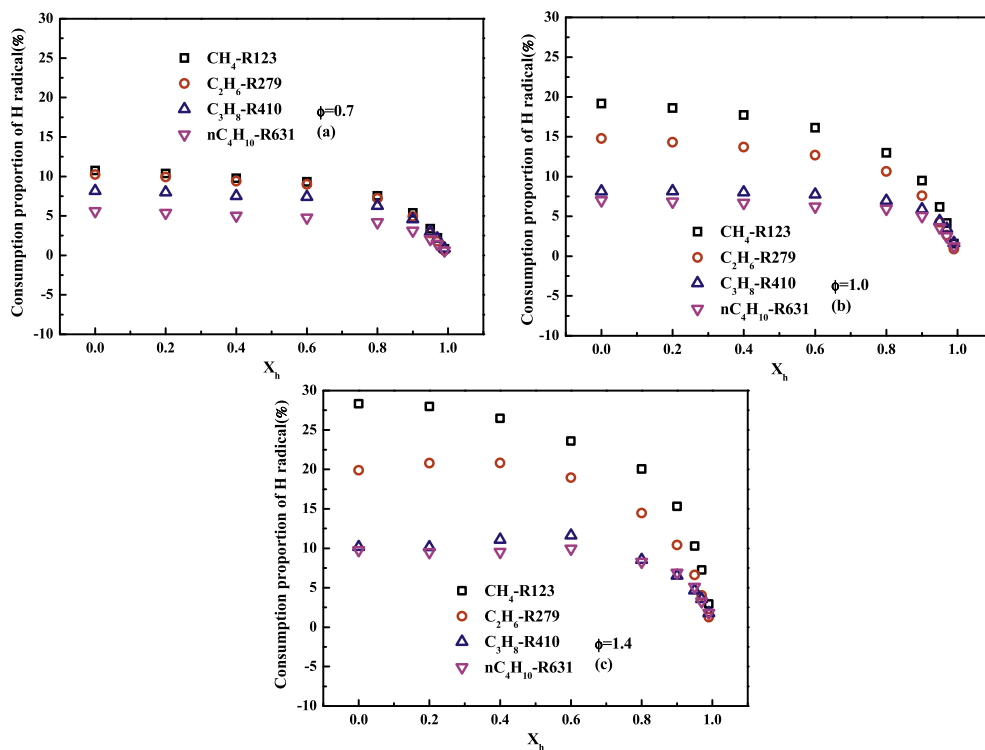 Consumption proportion of H radical(%)
30
25
20
15
10
5
0
-5
-10
CH₄-R123
C₂H₆-R279
C₃H₈-R410
nC₄H₁₀-R631
ϕ=0.7
(a)
0.0 0.2 0.4 0.6 0.8 1.0
Xₕ
Consumption proportion of H radical(%)
30
25
20
15
10
5
0
-5
-10
CH₄-R123
C₂H₆-R279
C₃H₈-R410
nC₄H₁₀-R631
ϕ=1.0
(b)
0.0 0.2 0.4 0.6 0.8 1.0
Xₕ
Consumption proportion of H radical(%)
30
25
20
15
10
5
0
-5
-10
CH₄-R123
C₂H₆-R279
C₃H₈-R410
nC₄H₁₀-R631
ϕ=1.4
(c)
0.0 0.2 0.4 0.6 0.8 1.0
Xₕ